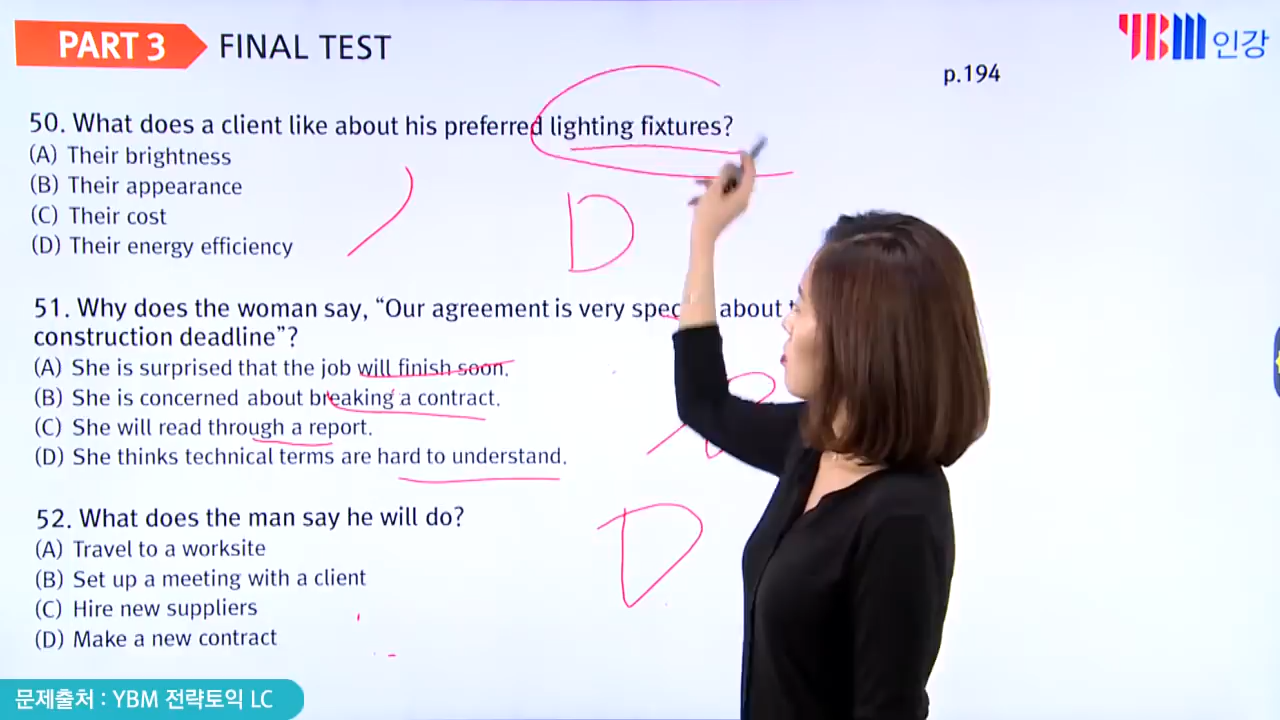 PART 3 FINAL TEST
YBM 인강
p.194
50. What does a client like about his preferred lighting fixtures?
(A) Their brightness
(B) Their appearance
(C) Their cost
(D) Their energy efficiency
D
51. Why does the woman say, “Our agreement is very about
construction deadline”?
(A) She is surprised that the job will finish soon.
(B) She is concerned about breaking a contract.
(C) She will read through a report.
(D) She thinks technical terms are hard to understand.
52. What does the man say he will do?
(A) Travel to a worksite
(B) Set up a meeting with a client
(C) Hire new suppliers
(D) Make a new contract
D
문제출처 : YBM 전략토익 LC